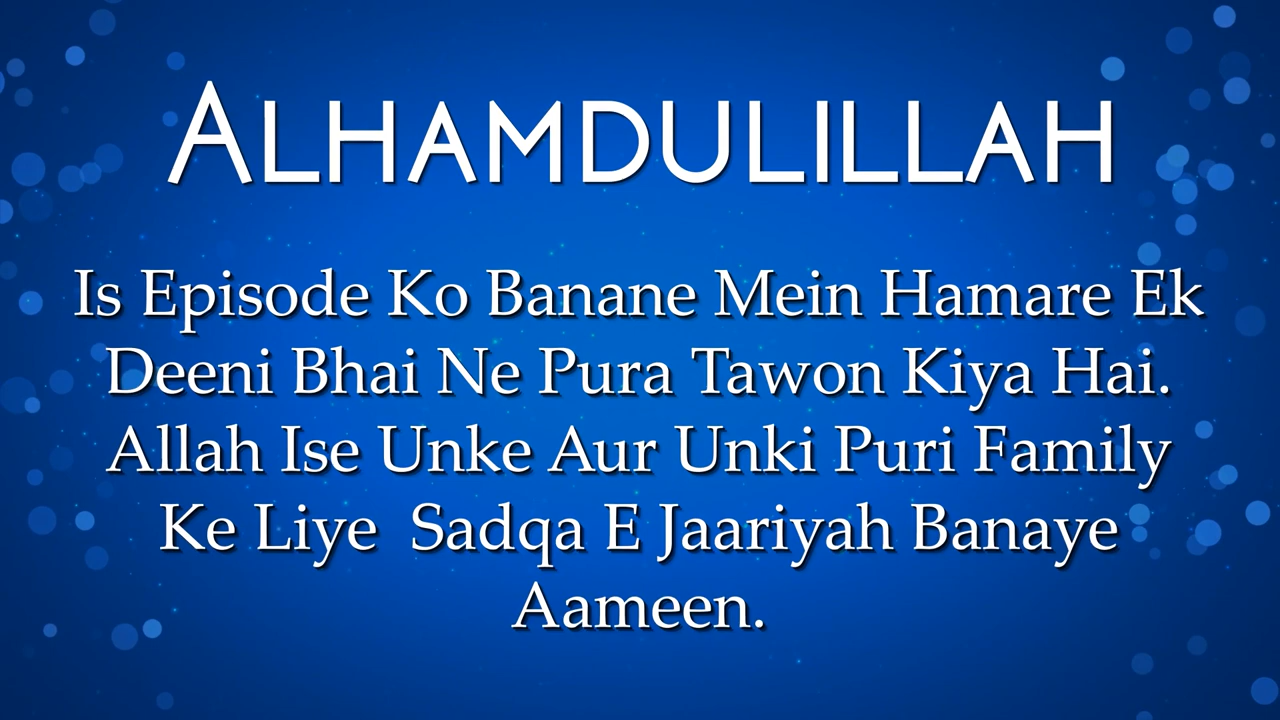 ALHAMDULILLAH
Is Episode Ko Banane Mein Hamare Ek
Deeni Bhai Ne Pura Tawon Kiya Hai.
Allah Ise Unke Aur Unki Puri Family
Ke Liye  Sadqa E Jaariyah Banaye
Aameen.